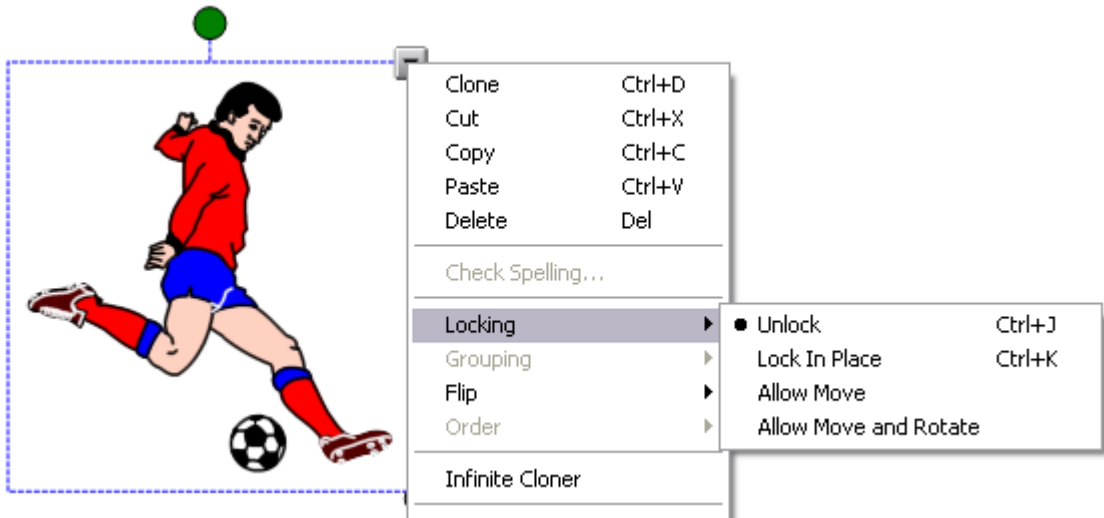 Clone Ctrl+D
Cut Ctrl+X
Copy Ctrl+C
Paste Ctrl+V
Delete Del
Check Spelling...
Locking
Grouping
Flip
Order
Infinite Cloner
Unlock Ctrl+J
Lock In Place Ctrl+K
Allow Move
Allow Move and Rotate